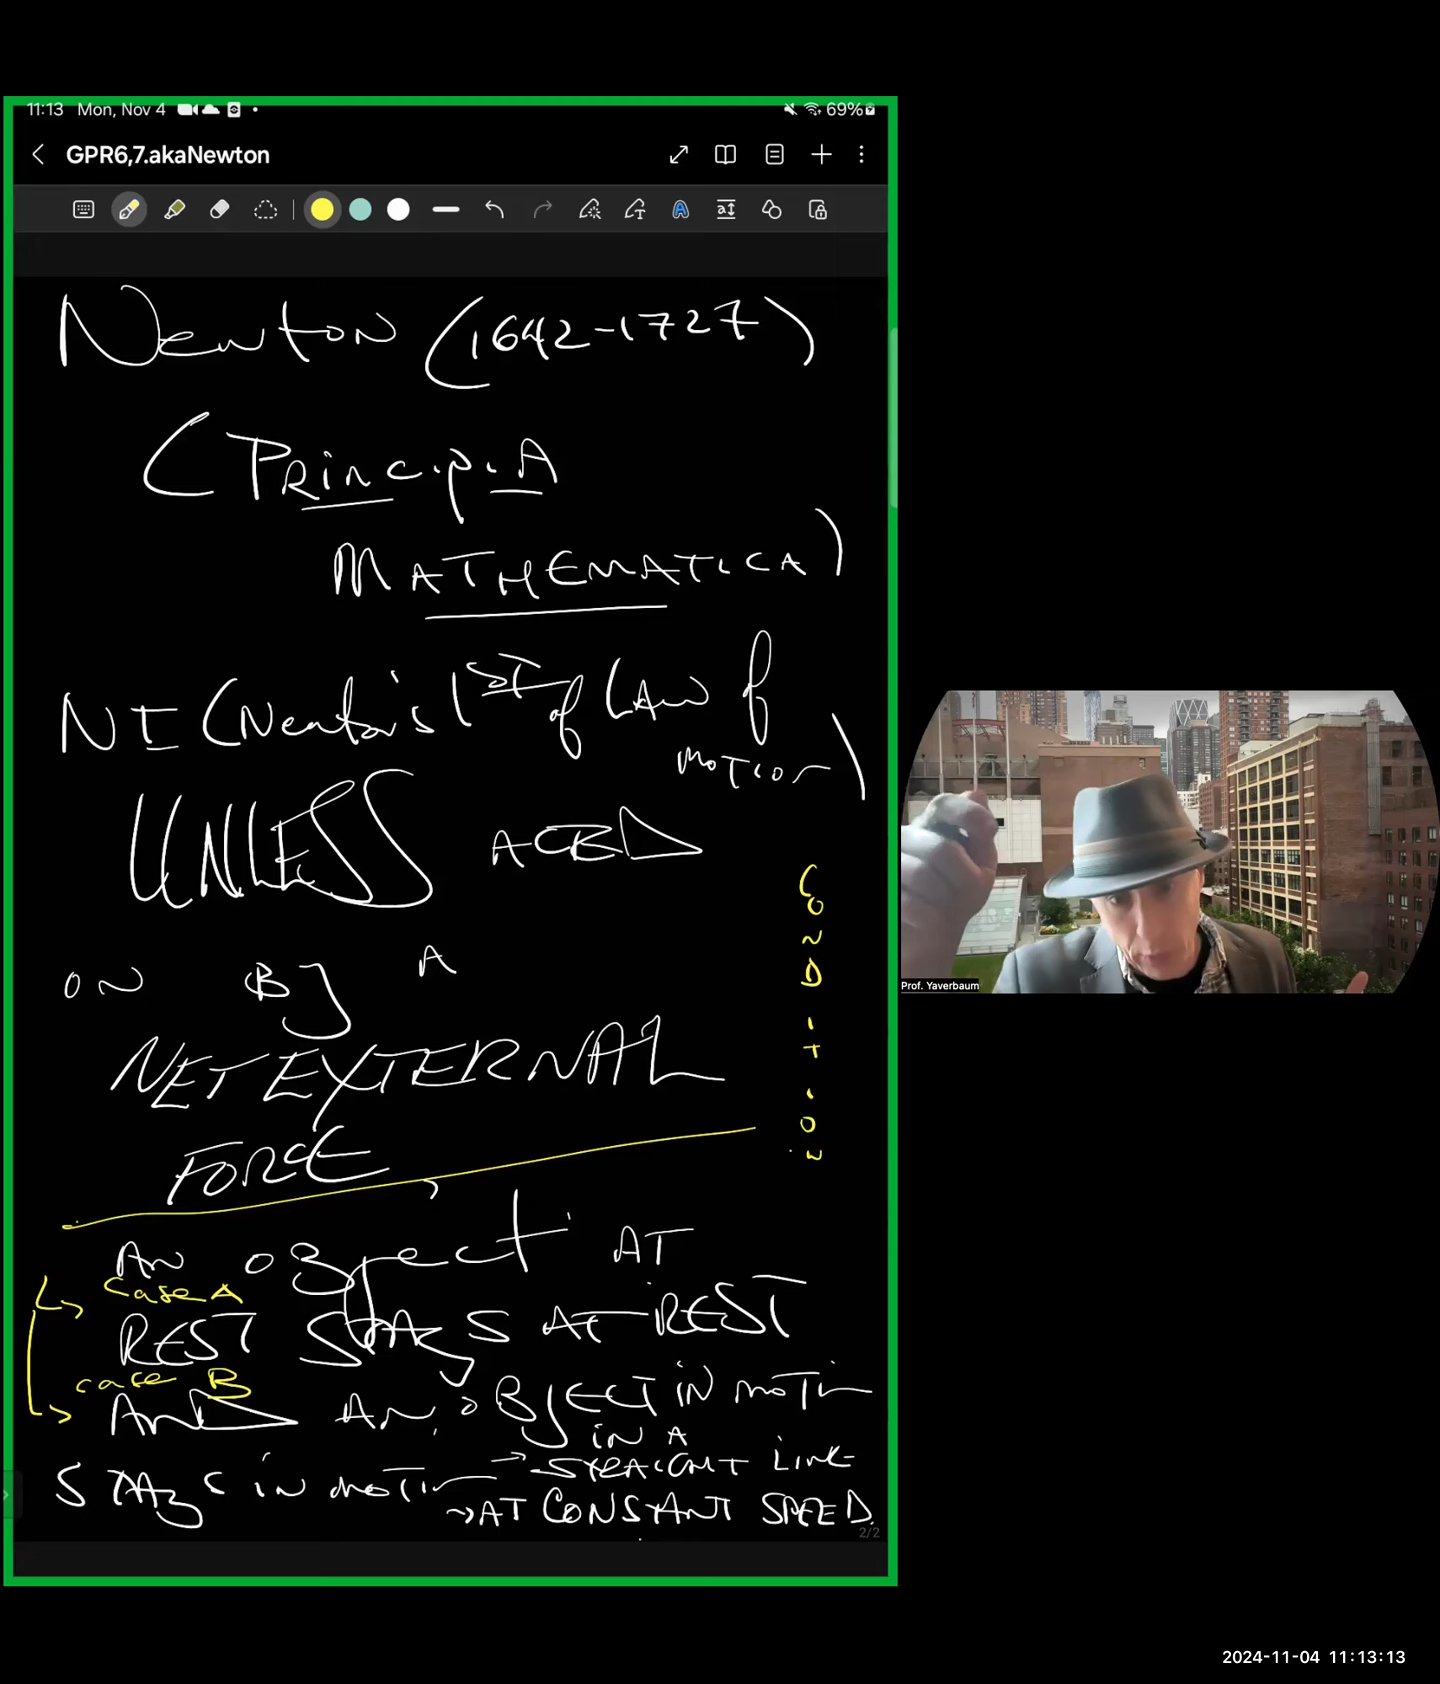 11:13 Mon, Nov 4 69%
GPR6,7.akaNewton
Newton (1642-1727)
(PRincipiA
MATHEMATICA)
NI (Newton's 1ST of LAW of
MOTION)
UNLESS ACTED
ON BY A
NET EXTERNAL
FORCE,
CONDITION
AN OBJECT AT
case A
REST STAYS AT REST
case B
AND AN OBJECT IN MOTION
IN A
STAYS IN MOTION → STRAIGHT LINE
→ AT CONSTANT SPEED.
2/2
Prof. Yaverbaum
2024-11-04 11:13:13